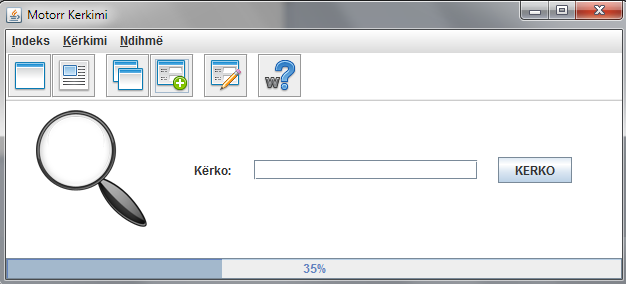 Motorr Kerkimi
Indeks Kërkimi Ndihmë
w?
Kërko: KERKO
35%